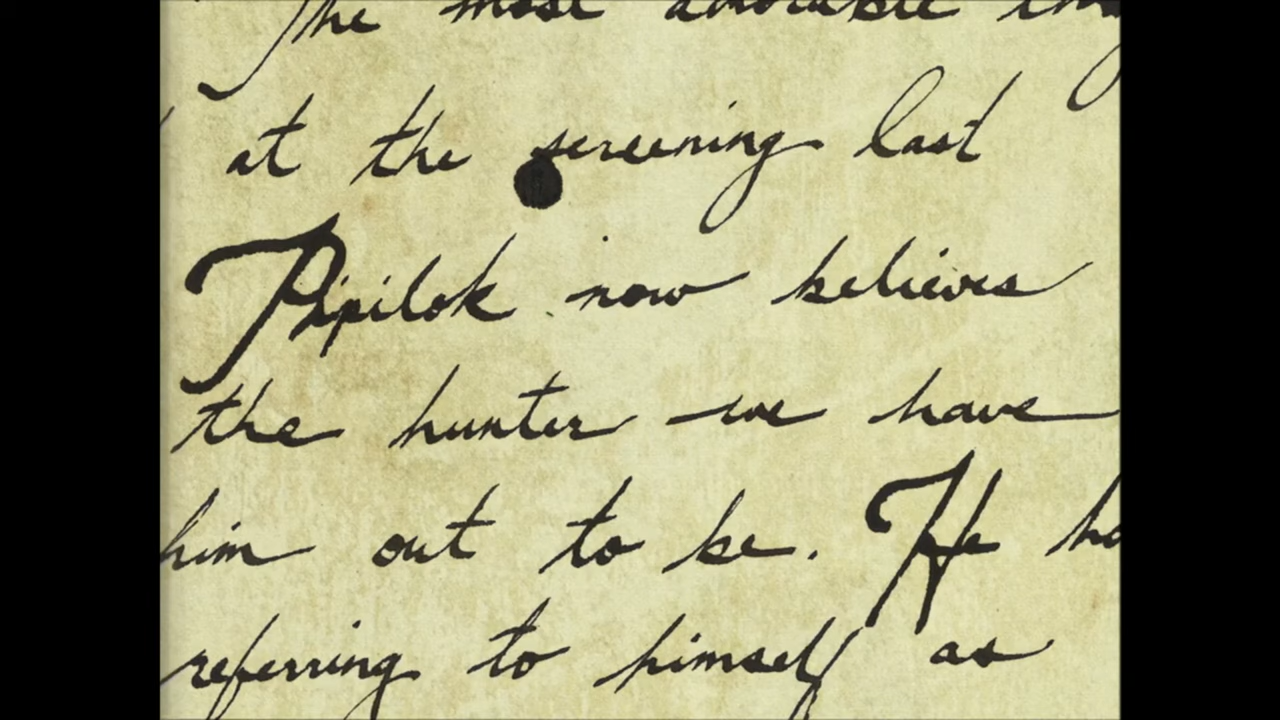 The most adorable
at the screening last
Pipilok now believes
the hunter we have
him out to be. He
referring to himself as